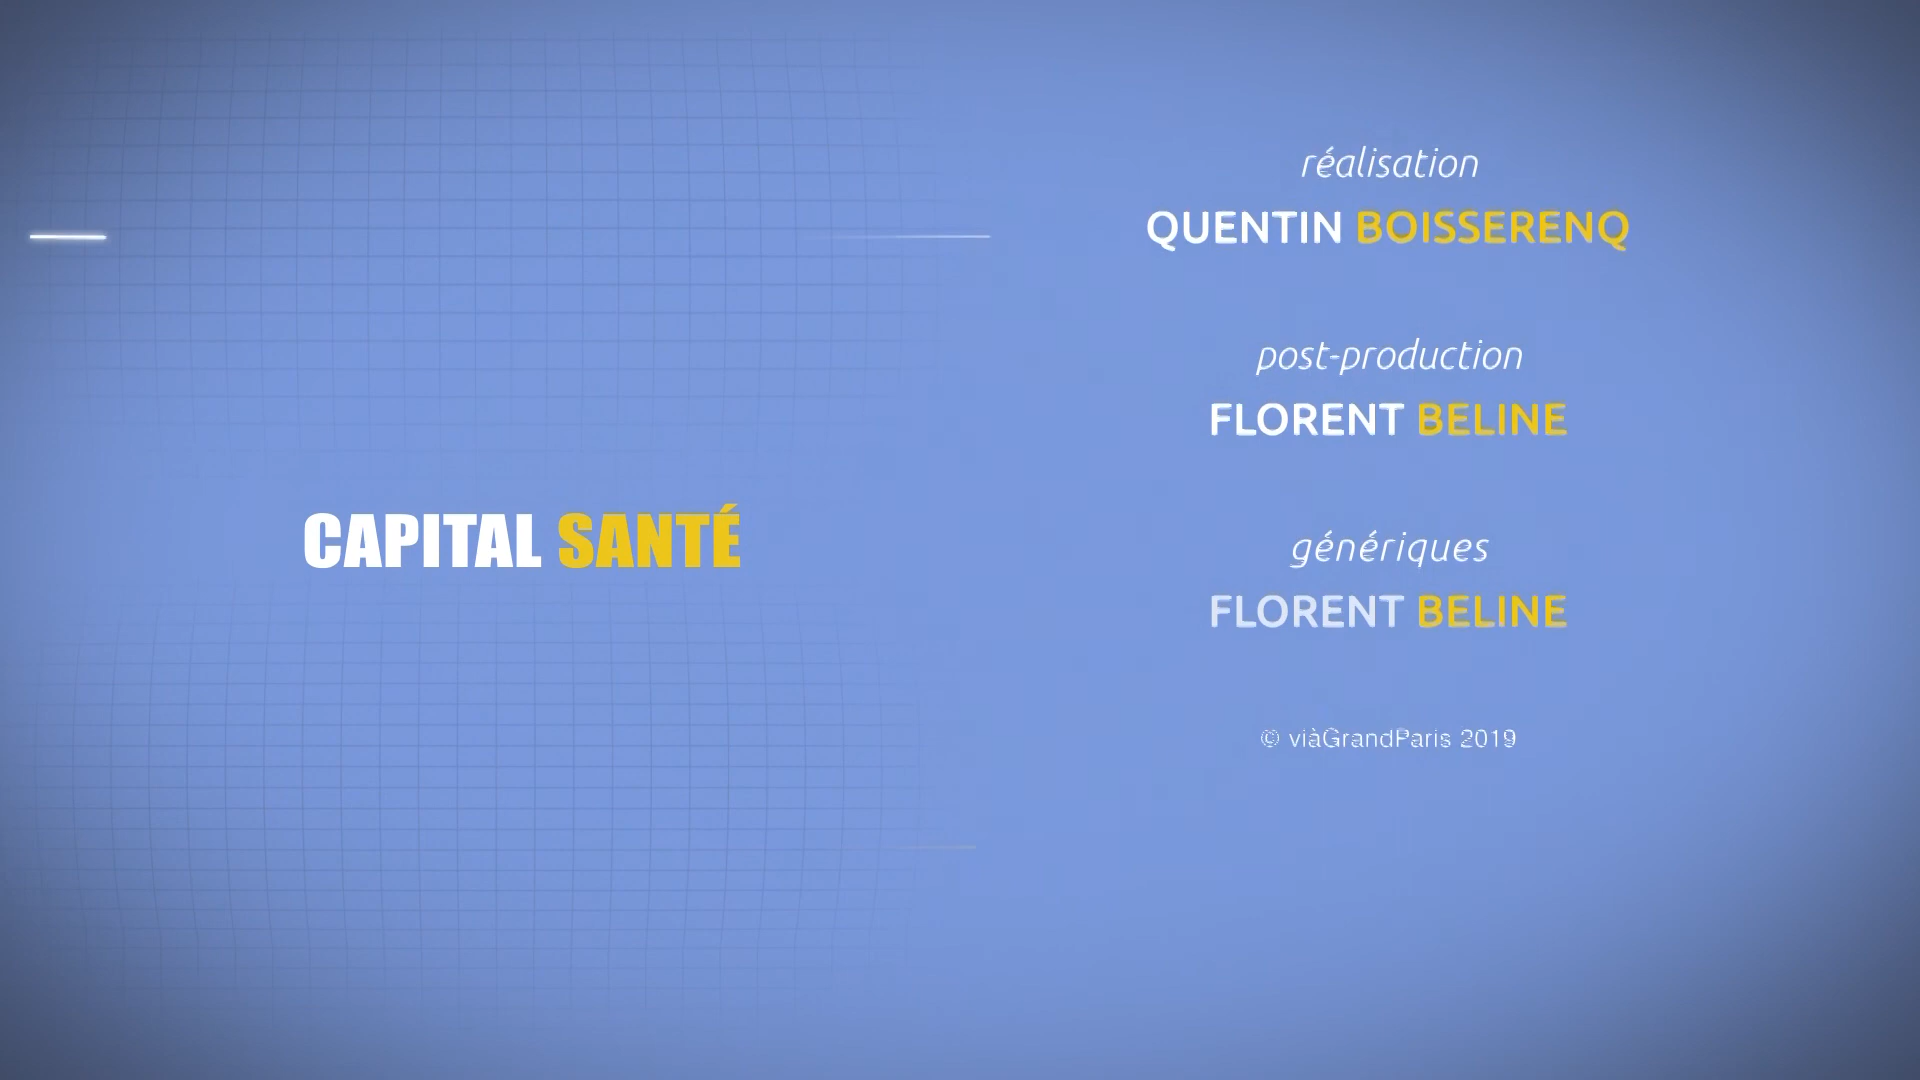 CAPITAL SANTÉ
réalisation
QUENTIN BOISSERENQ
post-production
FLORENT BELINE
génériques
FLORENT BELINE
© viàGrandParis 2019